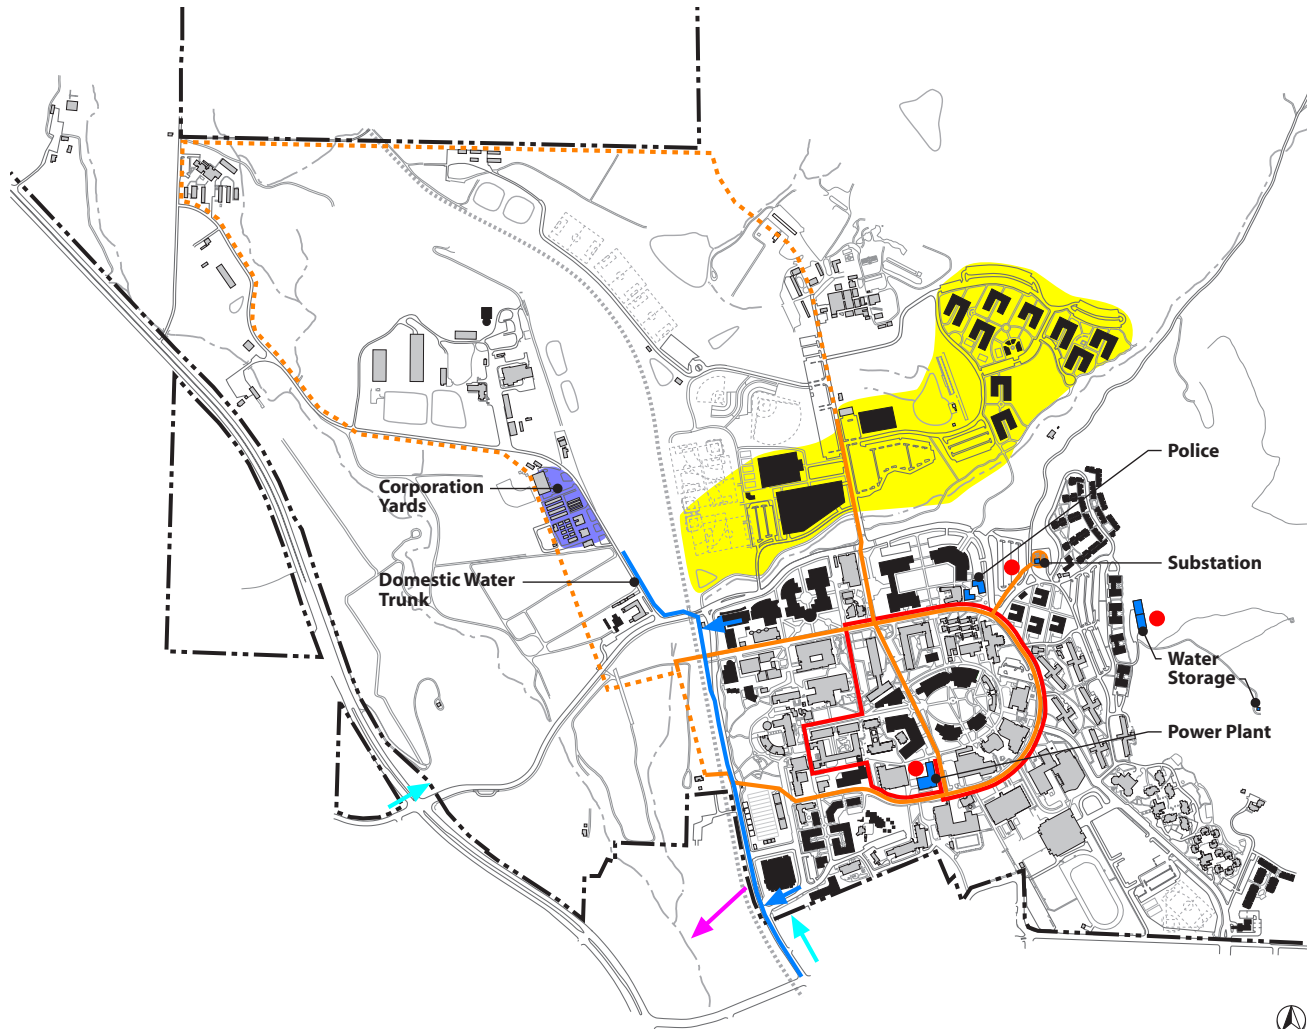 Police
Corporation
Yards
Substation
Domestic Water
Trunk
Water
Storage
Power Plant